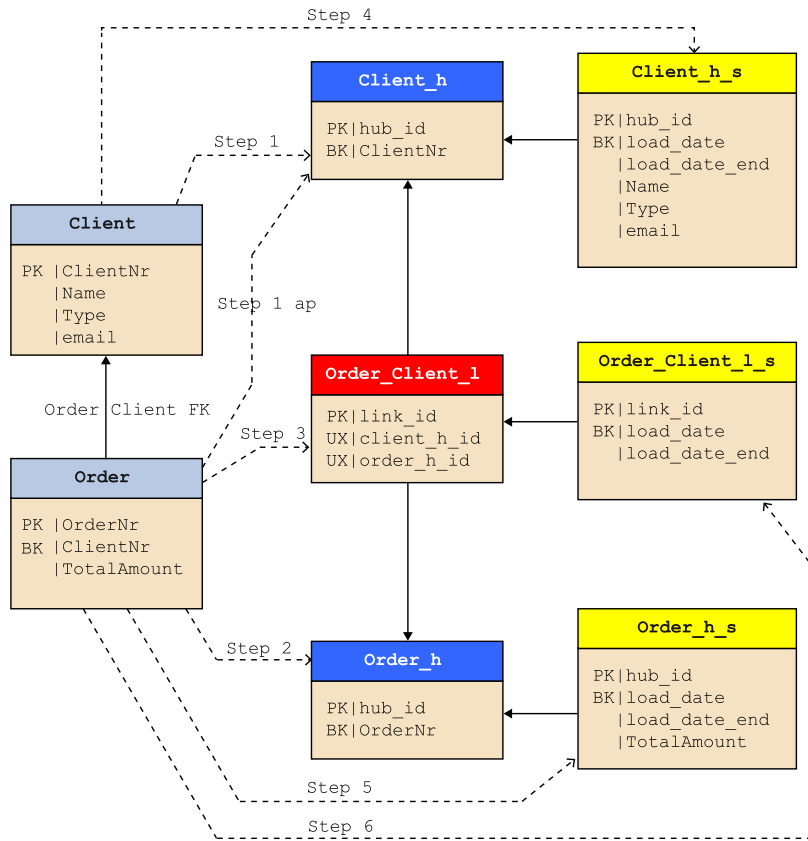 Step 4
Client_h
PK|hub_id
BK|ClientNr
Client_h_s
PK|hub_id
BK|load_date
|load_date_end
|Name
|Type
|email
Step 1
Client
PK |ClientNr
|Name
|Type
|email
Step 1 ap
Order Client FK
Order_Client_l
PK|link_id
UX|client_h_id
UX|order_h_id
Order_Client_l_s
PK|link_id
BK|load_date
|load_date_end
Step 3
Order
PK |OrderNr
BK |ClientNr
|TotalAmount
Step 2
Order_h
PK|hub_id
BK|OrderNr
Order_h_s
PK|hub_id
BK|load_date
|load_date_end
|TotalAmount
Step 5
Step 6